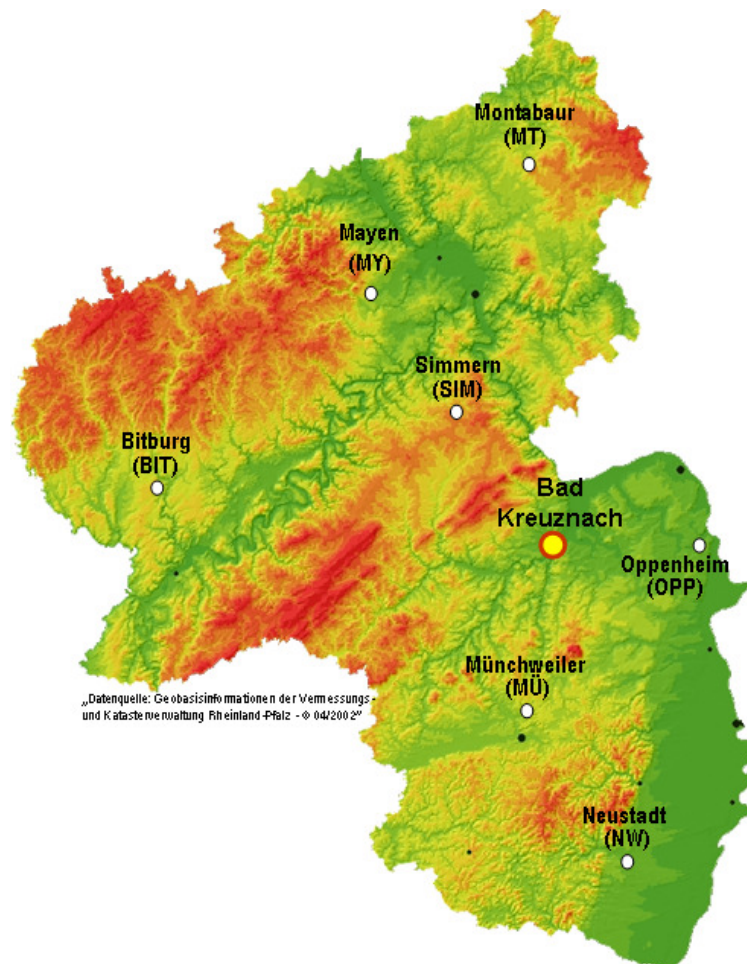 Montabaur
(MT)
Mayen
(MY)
Simmern
(SIM)
Bitburg
(BIT)
Bad
Kreuznach
Oppenheim
(OPP)
Münchweiler
(MÜ)
„Datenquelle: Geobasisinformationen der Vermessungs-
und Katasterverwaltung Rheinland-Pfalz - © 04/2002"
Neustadt
(NW)